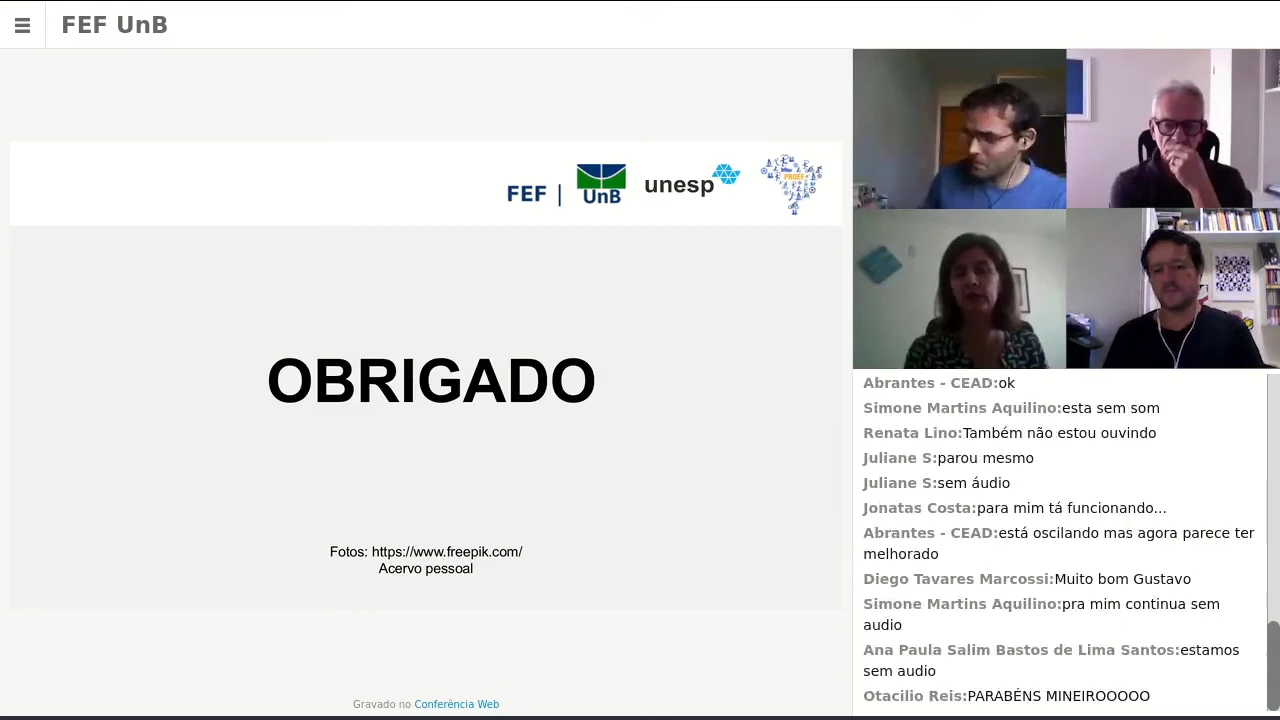 FEF UnB
FEF |
UnB
unesp
PROEF
OBRIGADO
Fotos: https://www.freepik.com/
Acervo pessoal
Gravado no Conferência Web
Abrantes - CEAD:ok
Simone Martins Aquilino:esta sem som
Renata Lino:Também não estou ouvindo
Juliane S:parou mesmo
Juliane S:sem áudio
Jonatas Costa:para mim tá funcionando...
Abrantes - CEAD:está oscilando mas agora parece ter
melhorado
Diego Tavares Marcossi:Muito bom Gustavo
Simone Martins Aquilino:pra mim continua sem
audio
Ana Paula Salim Bastos de Lima Santos:estamos
sem audio
Otacilio Reis:PARABÉNS MINEIROOOOO